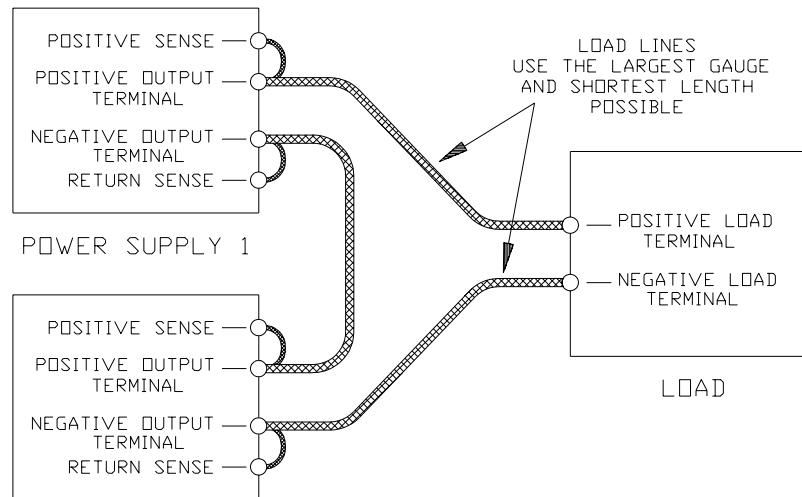 POSITIVE SENSE
POSITIVE OUTPUT
TERMINAL
NEGATIVE OUTPUT
TERMINAL
RETURN SENSE
POWER SUPPLY 1
LOAD LINES
USE THE LARGEST GAUGE
AND SHORTEST LENGTH
POSSIBLE
POSITIVE LOAD
TERMINAL
NEGATIVE LOAD
TERMINAL
LOAD
POSITIVE SENSE
POSITIVE OUTPUT
TERMINAL
NEGATIVE OUTPUT
TERMINAL
RETURN SENSE